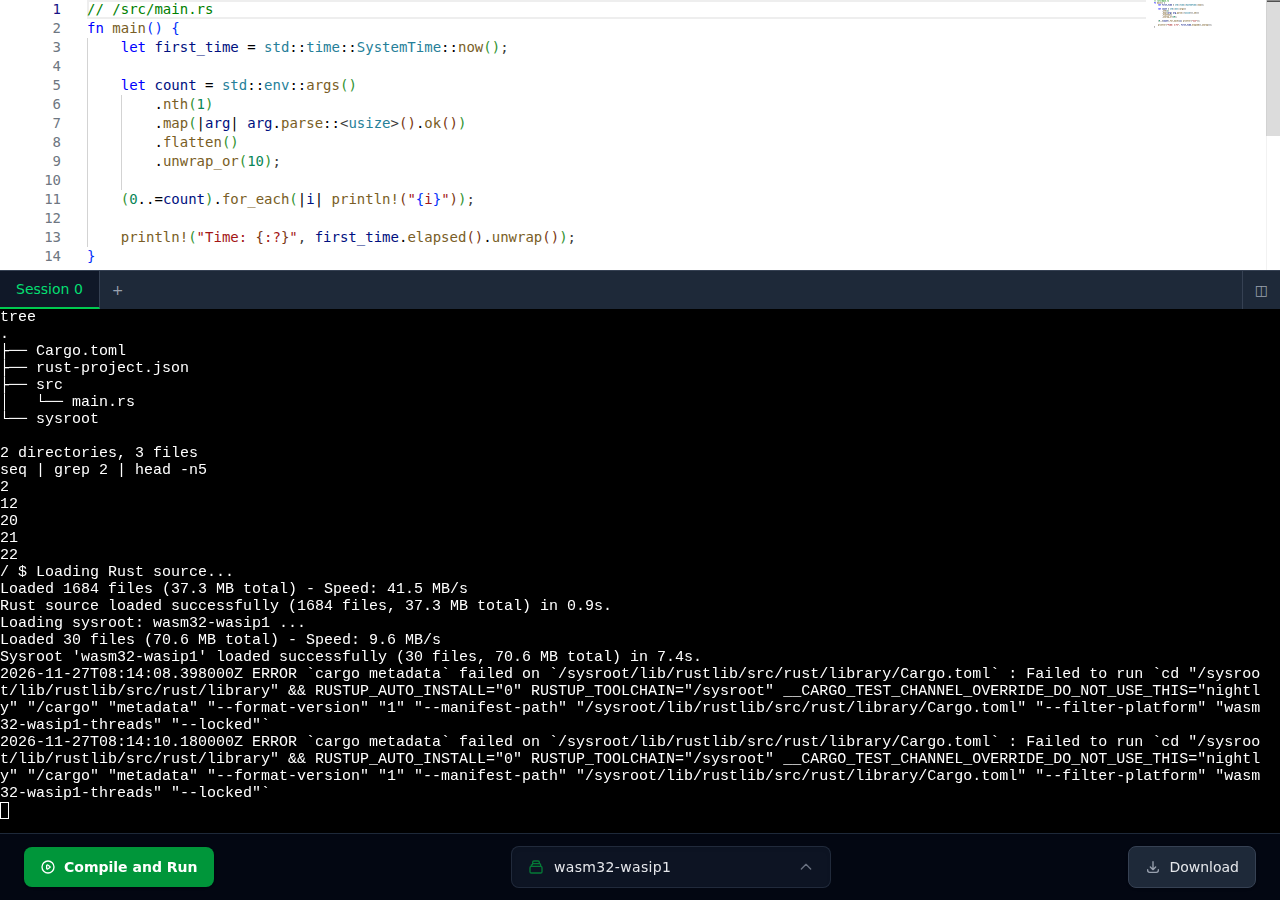 1 // /src/main.rs
2 fn main() {
3     let first_time = std::time::SystemTime::now();
4
5     let count = std::env::args()
6         .nth(1)
7         .map(|arg| arg.parse::<usize>().ok())
8         .flatten()
9         .unwrap_or(10);
10
11     (0..=count).for_each(|i| println!("{i}"));
12
13     println!("Time: {:?}", first_time.elapsed().unwrap());
14 }
Session 0 +
tree
.
├── Cargo.toml
├── rust-project.json
├── src
│   └── main.rs
└── sysroot

2 directories, 3 files
seq | grep 2 | head -n5
2
12
20
21
22
/ $ Loading Rust source...
Loaded 1684 files (37.3 MB total) - Speed: 41.5 MB/s
Rust source loaded successfully (1684 files, 37.3 MB total) in 0.9s.
Loading sysroot: wasm32-wasip1 ...
Loaded 30 files (70.6 MB total) - Speed: 9.6 MB/s
Sysroot 'wasm32-wasip1' loaded successfully (30 files, 70.6 MB total) in 7.4s.
2026-11-27T08:14:08.398000Z ERROR `cargo metadata` failed on `/sysroot/lib/rustlib/src/rust/library/Cargo.toml` : Failed to run `cd "/sysroo
t/lib/rustlib/src/rust/library" && RUSTUP_AUTO_INSTALL="0" RUSTUP_TOOLCHAIN="/sysroot" __CARGO_TEST_CHANNEL_OVERRIDE_DO_NOT_USE_THIS="nightl
y" "/cargo" "metadata" "--format-version" "1" "--manifest-path" "/sysroot/lib/rustlib/src/rust/library/Cargo.toml" "--filter-platform" "wasm
32-wasip1-threads" "--locked"`
2026-11-27T08:14:10.180000Z ERROR `cargo metadata` failed on `/sysroot/lib/rustlib/src/rust/library/Cargo.toml` : Failed to run `cd "/sysroo
t/lib/rustlib/src/rust/library" && RUSTUP_AUTO_INSTALL="0" RUSTUP_TOOLCHAIN="/sysroot" __CARGO_TEST_CHANNEL_OVERRIDE_DO_NOT_USE_THIS="nightl
y" "/cargo" "metadata" "--format-version" "1" "--manifest-path" "/sysroot/lib/rustlib/src/rust/library/Cargo.toml" "--filter-platform" "wasm
32-wasip1-threads" "--locked"`
Compile and Run
wasm32-wasip1
Download